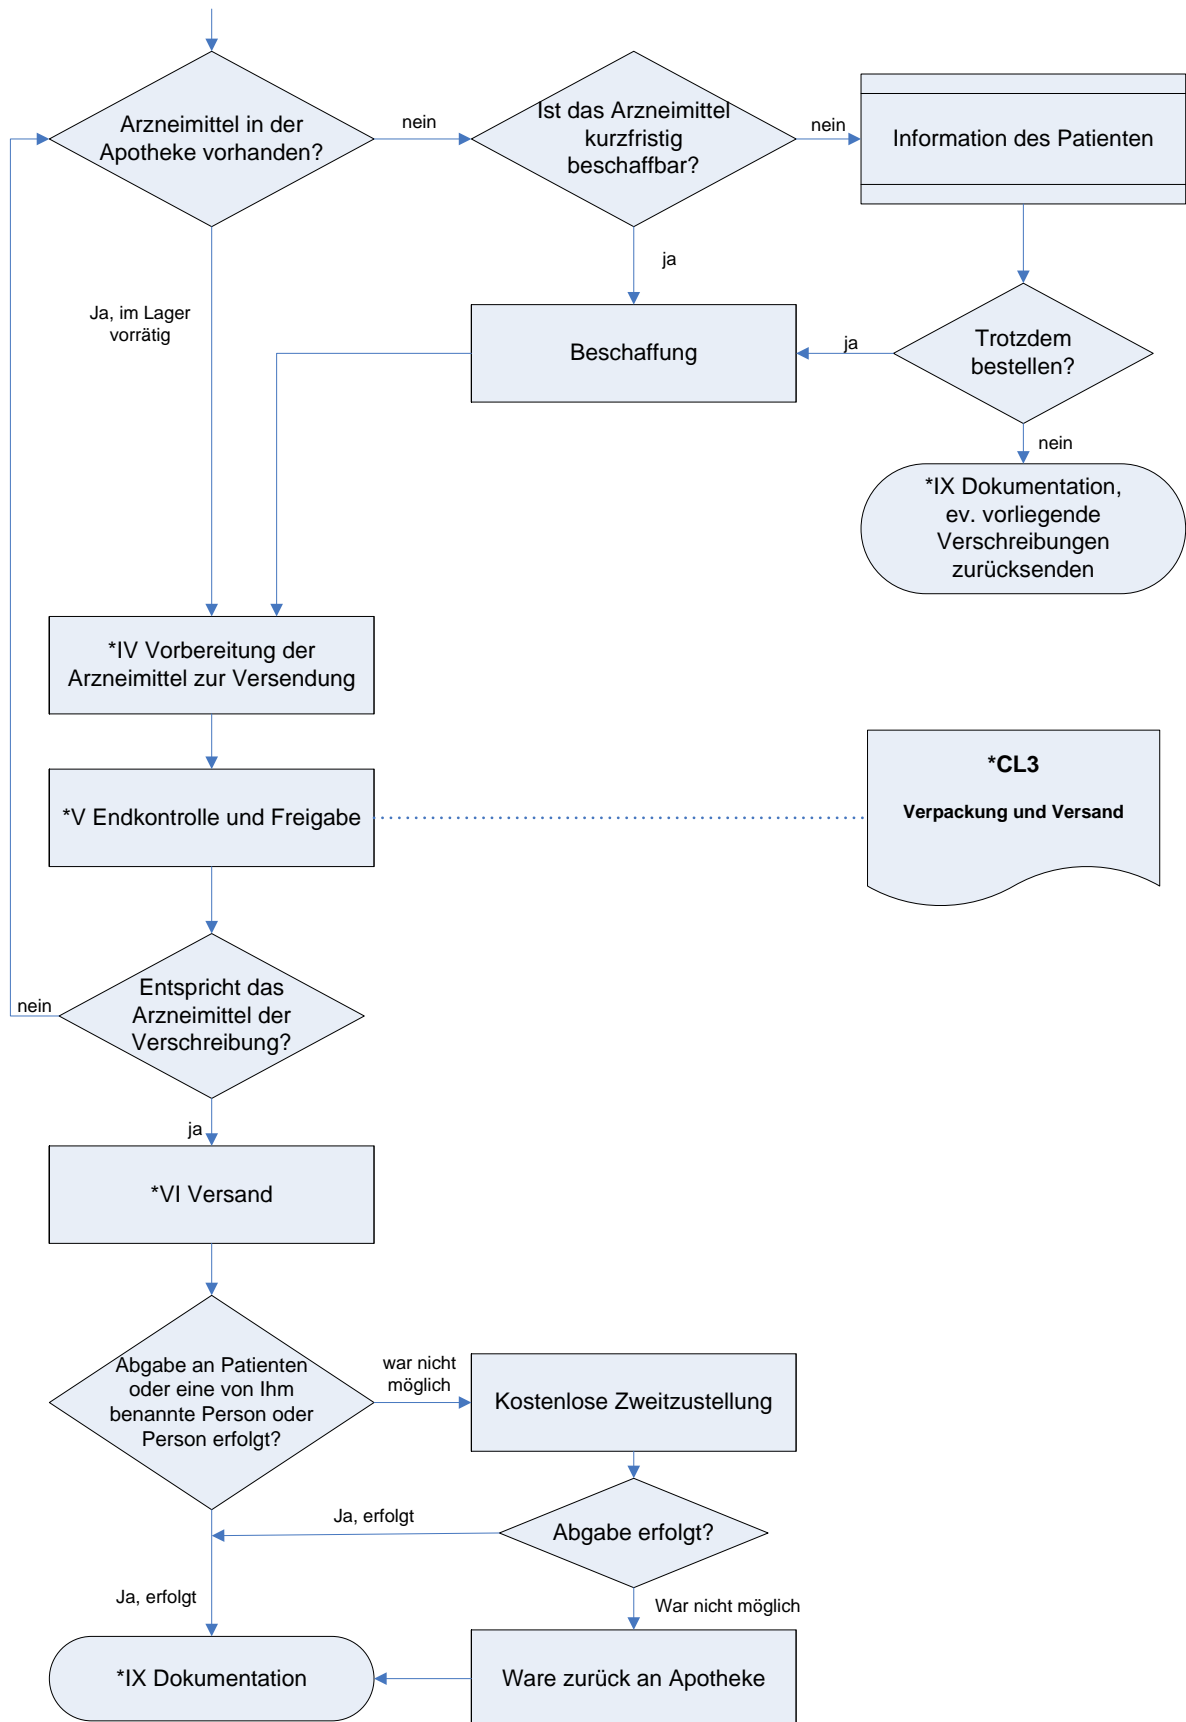 Arzneimittel in der
Apotheke vorhanden?
nein
Ist das Arzneimittel
kurzfristig
beschaffbar?
nein
Information des Patienten
ja
Ja, im Lager
vorrätig
Beschaffung
ja
Trotzdem
bestellen?
nein
*IX Dokumentation,
ev. vorliegende
Verschreibungen
zurücksenden
*IV Vorbereitung der
Arzneimittel zur Versendung
*V Endkontrolle und Freigabe
*CL3
Verpackung und Versand
nein
Entspricht das
Arzneimittel der
Verschreibung?
ja
*VI Versand
Abgabe an Patienten
oder eine von Ihm
benannte Person oder
Person erfolgt?
war nicht
möglich
Kostenlose Zweitzustellung
Ja, erfolgt
Abgabe erfolgt?
Ja, erfolgt
War nicht möglich
*IX Dokumentation
Ware zurück an Apotheke